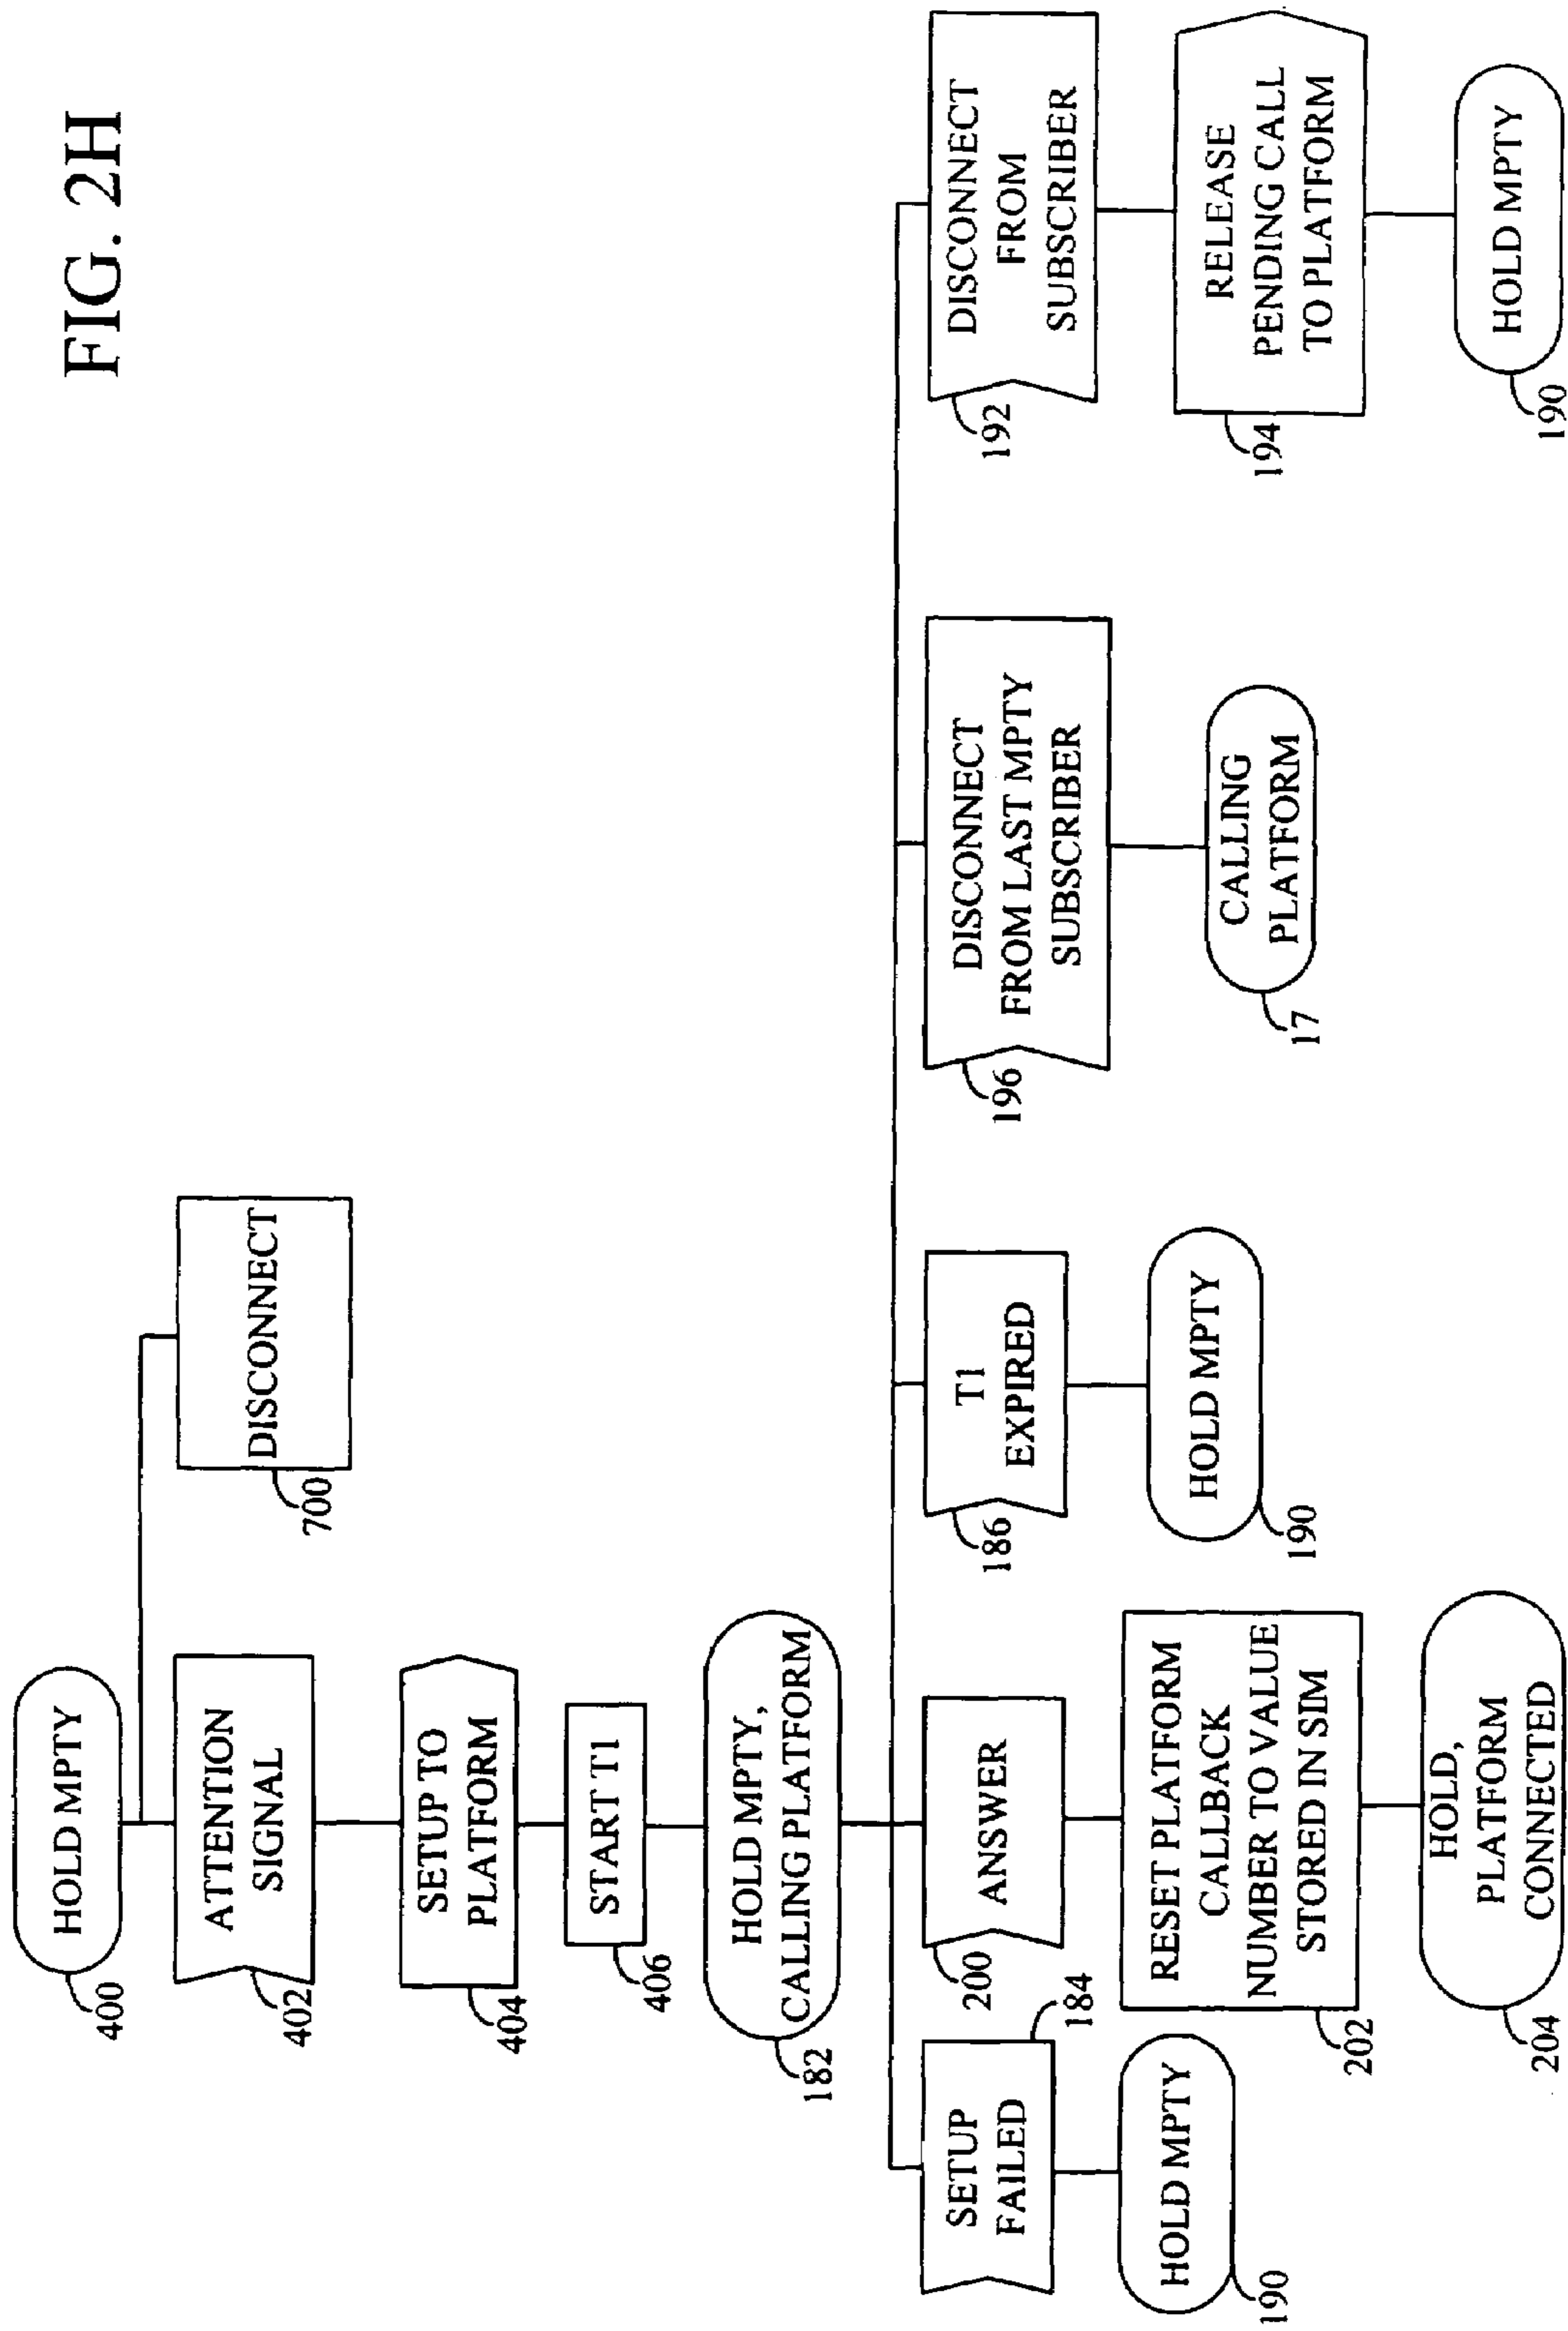 FIG. 2H
HOLD MPTY
400
ATTENTION
SIGNAL
402
DISCONNECT
700
SETUP TO
PLATFORM
404
START T1
406
HOLD MPTY,
CALLING PLATFORM
182
SETUP
FAILED
184
HOLD MPTY
190
ANSWER
200
RESET PLATFORM
CALLBACK
NUMBER TO VALUE
STORED IN SIM
202
HOLD,
PLATFORM
CONNECTED
204
T1
EXPIRED
186
HOLD MPTY
190
DISCONNECT
FROM LAST MPTY
SUBSCRIBER
196
CALLING
PLATFORM
17
DISCONNECT
FROM
SUBSCRIBER
192
RELEASE
PENDING CALL
TO PLATFORM
194
HOLD MPTY
190